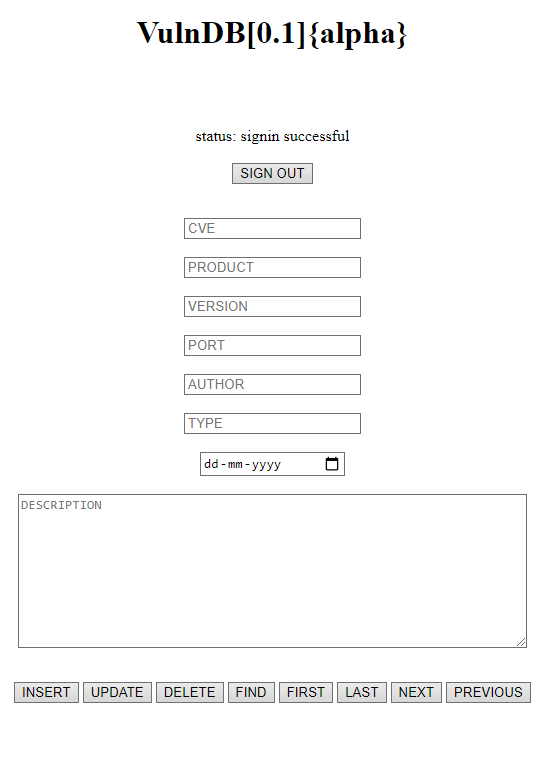 VulnDB[0.1]{alpha}
status: signin successful
SIGN OUT
CVE
PRODUCT
VERSION
PORT
AUTHOR
TYPE
dd-mm-yyyy
DESCRIPTION
INSERT UPDATE DELETE FIND FIRST LAST NEXT PREVIOUS